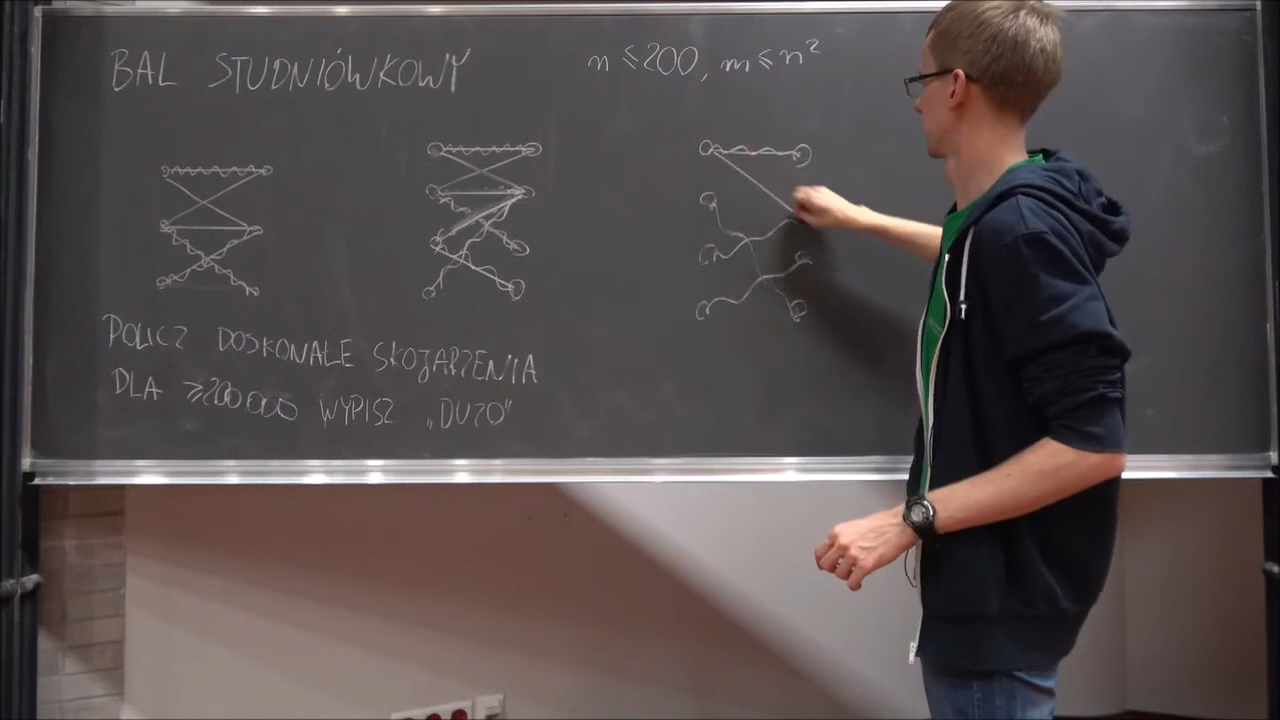 BAL STUDNIÓWKOWY
n ≤ 200, m ≤ n²
POLICZ DOSKONAŁE SKOJARZENIA
DLA ≥200.000 WYPISZ „DUŻO"